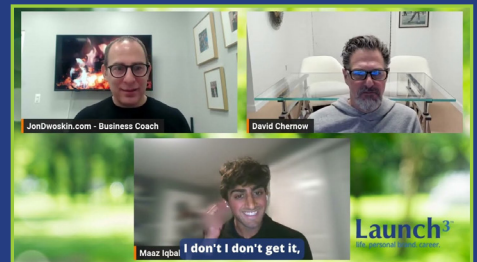 JonDwoskin.com - Business Coach
David Chernow
Maaz Iqbal
I don't I don't get it,
Launch3
life. personal brand. career.